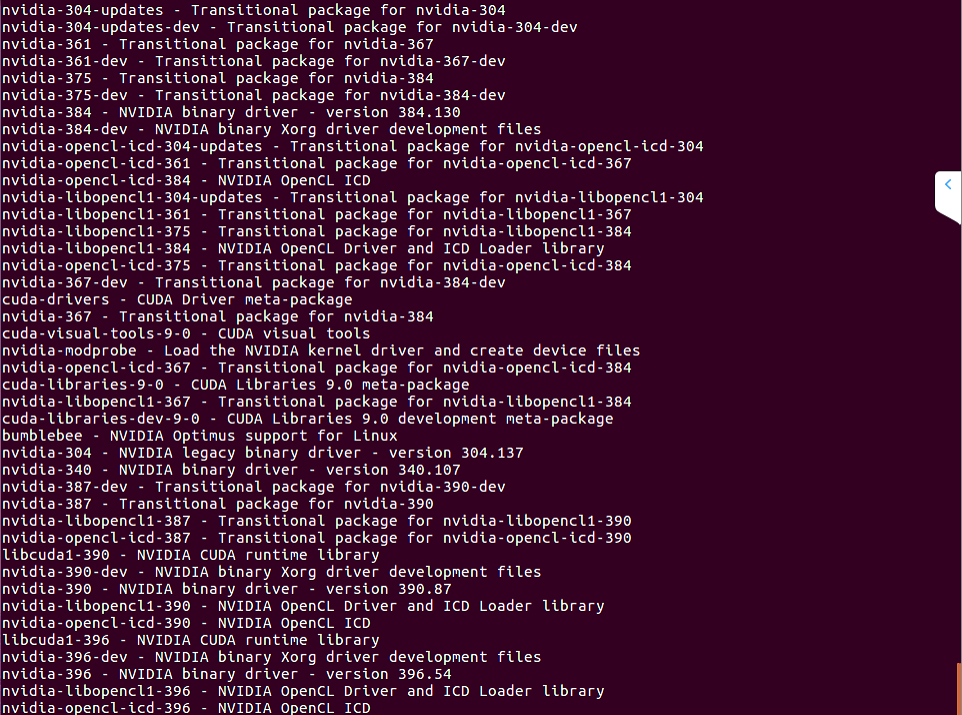 nvidia-304-updates - Transitional package for nvidia-304
nvidia-304-updates-dev - Transitional package for nvidia-304-dev
nvidia-361 - Transitional package for nvidia-367
nvidia-361-dev - Transitional package for nvidia-367-dev
nvidia-375 - Transitional package for nvidia-384
nvidia-375-dev - Transitional package for nvidia-384-dev
nvidia-384 - NVIDIA binary driver - version 384.130
nvidia-384-dev - NVIDIA binary Xorg driver development files
nvidia-opencl-icd-304-updates - Transitional package for nvidia-opencl-icd-304
nvidia-opencl-icd-361 - Transitional package for nvidia-opencl-icd-367
nvidia-opencl-icd-384 - NVIDIA OpenCL ICD
nvidia-libopencl1-304-updates - Transitional package for nvidia-libopencl1-304
nvidia-libopencl1-361 - Transitional package for nvidia-libopencl1-367
nvidia-libopencl1-375 - Transitional package for nvidia-libopencl1-384
nvidia-libopencl1-384 - NVIDIA OpenCL Driver and ICD Loader library
nvidia-opencl-icd-375 - Transitional package for nvidia-opencl-icd-384
nvidia-367-dev - Transitional package for nvidia-384-dev
cuda-drivers - CUDA Driver meta-package
nvidia-367 - Transitional package for nvidia-384
cuda-visual-tools-9-0 - CUDA visual tools
nvidia-modprobe - Load the NVIDIA kernel driver and create device files
nvidia-opencl-icd-367 - Transitional package for nvidia-opencl-icd-384
cuda-libraries-9-0 - CUDA Libraries 9.0 meta-package
nvidia-libopencl1-367 - Transitional package for nvidia-libopencl1-384
cuda-libraries-dev-9-0 - CUDA Libraries 9.0 development meta-package
bumblebee - NVIDIA Optimus support for Linux
nvidia-304 - NVIDIA legacy binary driver - version 304.137
nvidia-340 - NVIDIA binary driver - version 340.107
nvidia-387-dev - Transitional package for nvidia-390-dev
nvidia-387 - Transitional package for nvidia-390
nvidia-libopencl1-387 - Transitional package for nvidia-libopencl1-390
nvidia-opencl-icd-387 - Transitional package for nvidia-opencl-icd-390
libcuda1-390 - NVIDIA CUDA runtime library
nvidia-390-dev - NVIDIA binary Xorg driver development files
nvidia-390 - NVIDIA binary driver - version 390.87
nvidia-libopencl1-390 - NVIDIA OpenCL Driver and ICD Loader library
nvidia-opencl-icd-390 - NVIDIA OpenCL ICD
libcuda1-396 - NVIDIA CUDA runtime library
nvidia-396-dev - NVIDIA binary Xorg driver development files
nvidia-396 - NVIDIA binary driver - version 396.54
nvidia-libopencl1-396 - NVIDIA OpenCL Driver and ICD Loader library
nvidia-opencl-icd-396 - NVIDIA OpenCL ICD